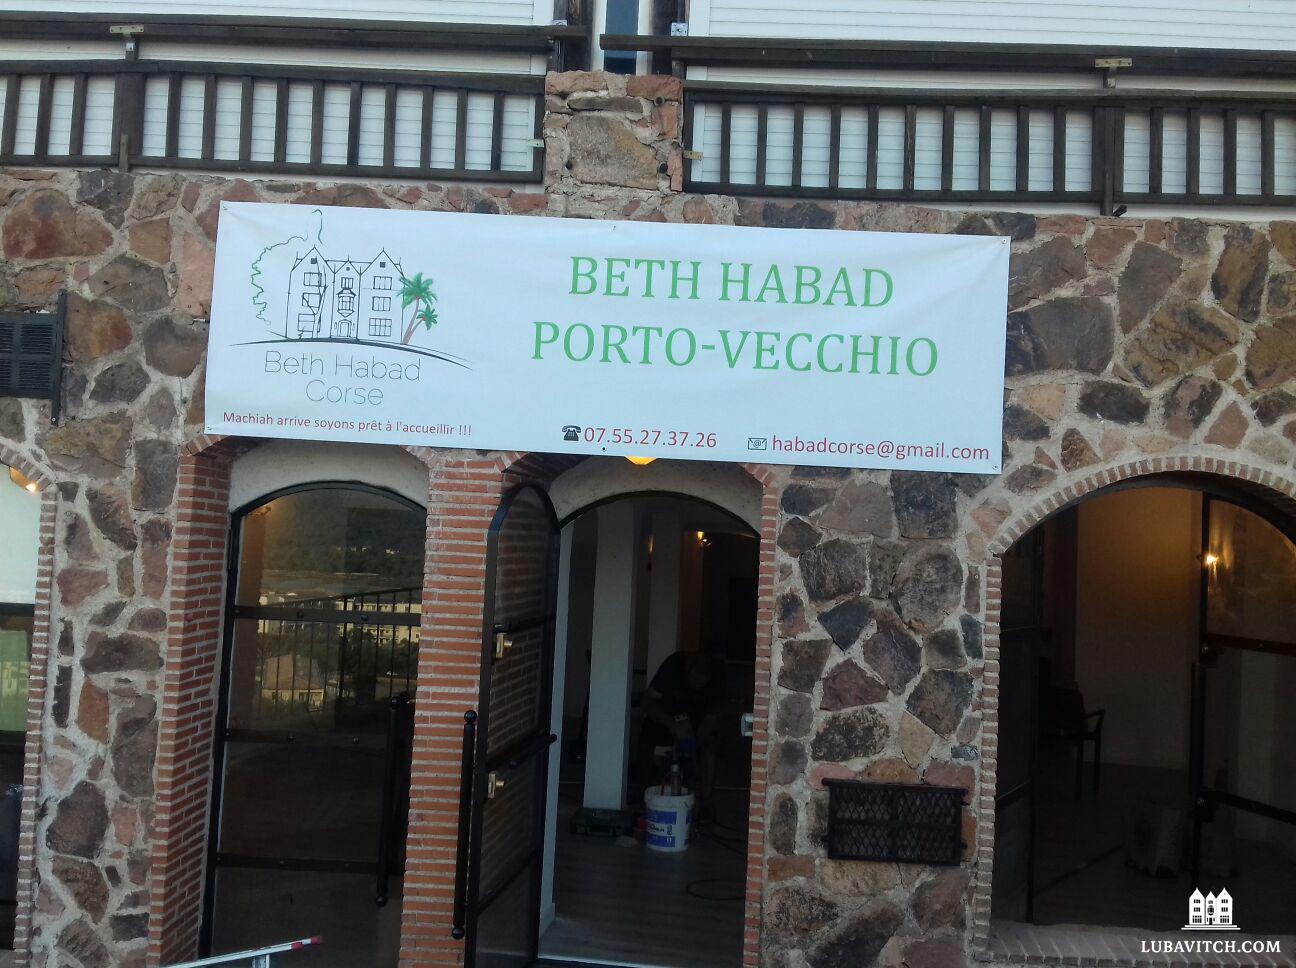 BETH HABAD
PORTO-VECCHIO
Beth Habad
Corse
Machiah arrive soyons prêt à l'accueillir !!!
07.55.27.37.26
habadcorse@gmail.com
LUBAVITCH.COM